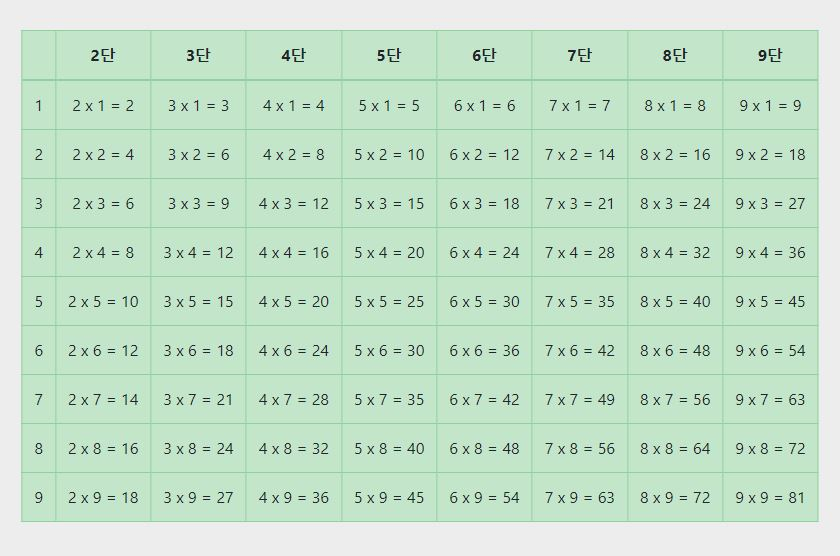 2단 3단 4단 5단 6단 7단 8단 9단
1 2 x 1 = 2 3 x 1 = 3 4 x 1 = 4 5 x 1 = 5 6 x 1 = 6 7 x 1 = 7 8 x 1 = 8 9 x 1 = 9
2 2 x 2 = 4 3 x 2 = 6 4 x 2 = 8 5 x 2 = 10 6 x 2 = 12 7 x 2 = 14 8 x 2 = 16 9 x 2 = 18
3 2 x 3 = 6 3 x 3 = 9 4 x 3 = 12 5 x 3 = 15 6 x 3 = 18 7 x 3 = 21 8 x 3 = 24 9 x 3 = 27
4 2 x 4 = 8 3 x 4 = 12 4 x 4 = 16 5 x 4 = 20 6 x 4 = 24 7 x 4 = 28 8 x 4 = 32 9 x 4 = 36
5 2 x 5 = 10 3 x 5 = 15 4 x 5 = 20 5 x 5 = 25 6 x 5 = 30 7 x 5 = 35 8 x 5 = 40 9 x 5 = 45
6 2 x 6 = 12 3 x 6 = 18 4 x 6 = 24 5 x 6 = 30 6 x 6 = 36 7 x 6 = 42 8 x 6 = 48 9 x 6 = 54
7 2 x 7 = 14 3 x 7 = 21 4 x 7 = 28 5 x 7 = 35 6 x 7 = 42 7 x 7 = 49 8 x 7 = 56 9 x 7 = 63
8 2 x 8 = 16 3 x 8 = 24 4 x 8 = 32 5 x 8 = 40 6 x 8 = 48 7 x 8 = 56 8 x 8 = 64 9 x 8 = 72
9 2 x 9 = 18 3 x 9 = 27 4 x 9 = 36 5 x 9 = 45 6 x 9 = 54 7 x 9 = 63 8 x 9 = 72 9 x 9 = 81